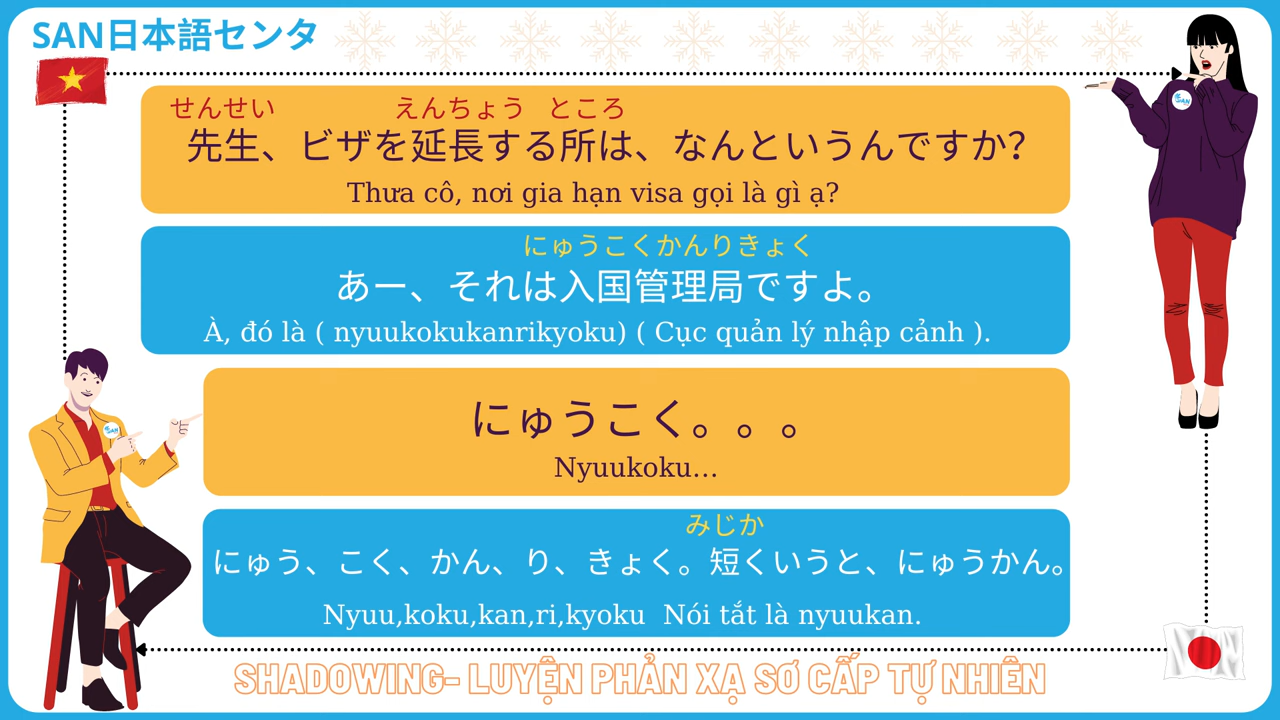 SAN日本語センタ
せんせい えんちょう ところ
先生、ビザを延長する所は、なんというんですか?
Thưa cô, nơi gia hạn visa gọi là gì ạ?
にゅうこくかんりきょく
あー、それは入国管理局ですよ。
À, đó là ( nyuukokukanrikyoku) ( Cục quản lý nhập cảnh ).
にゅうこく。。。
Nyuukoku...
みじか
にゅう、こく、かん、り、きょく。短くいうと、にゅうかん。
Nyuu,koku,kan,ri,kyoku Nói tắt là nyuukan.
SHADOWING- LUYỆN PHẢN XẠ SƠ CẤP TỰ NHIÊN
SAN
SAN